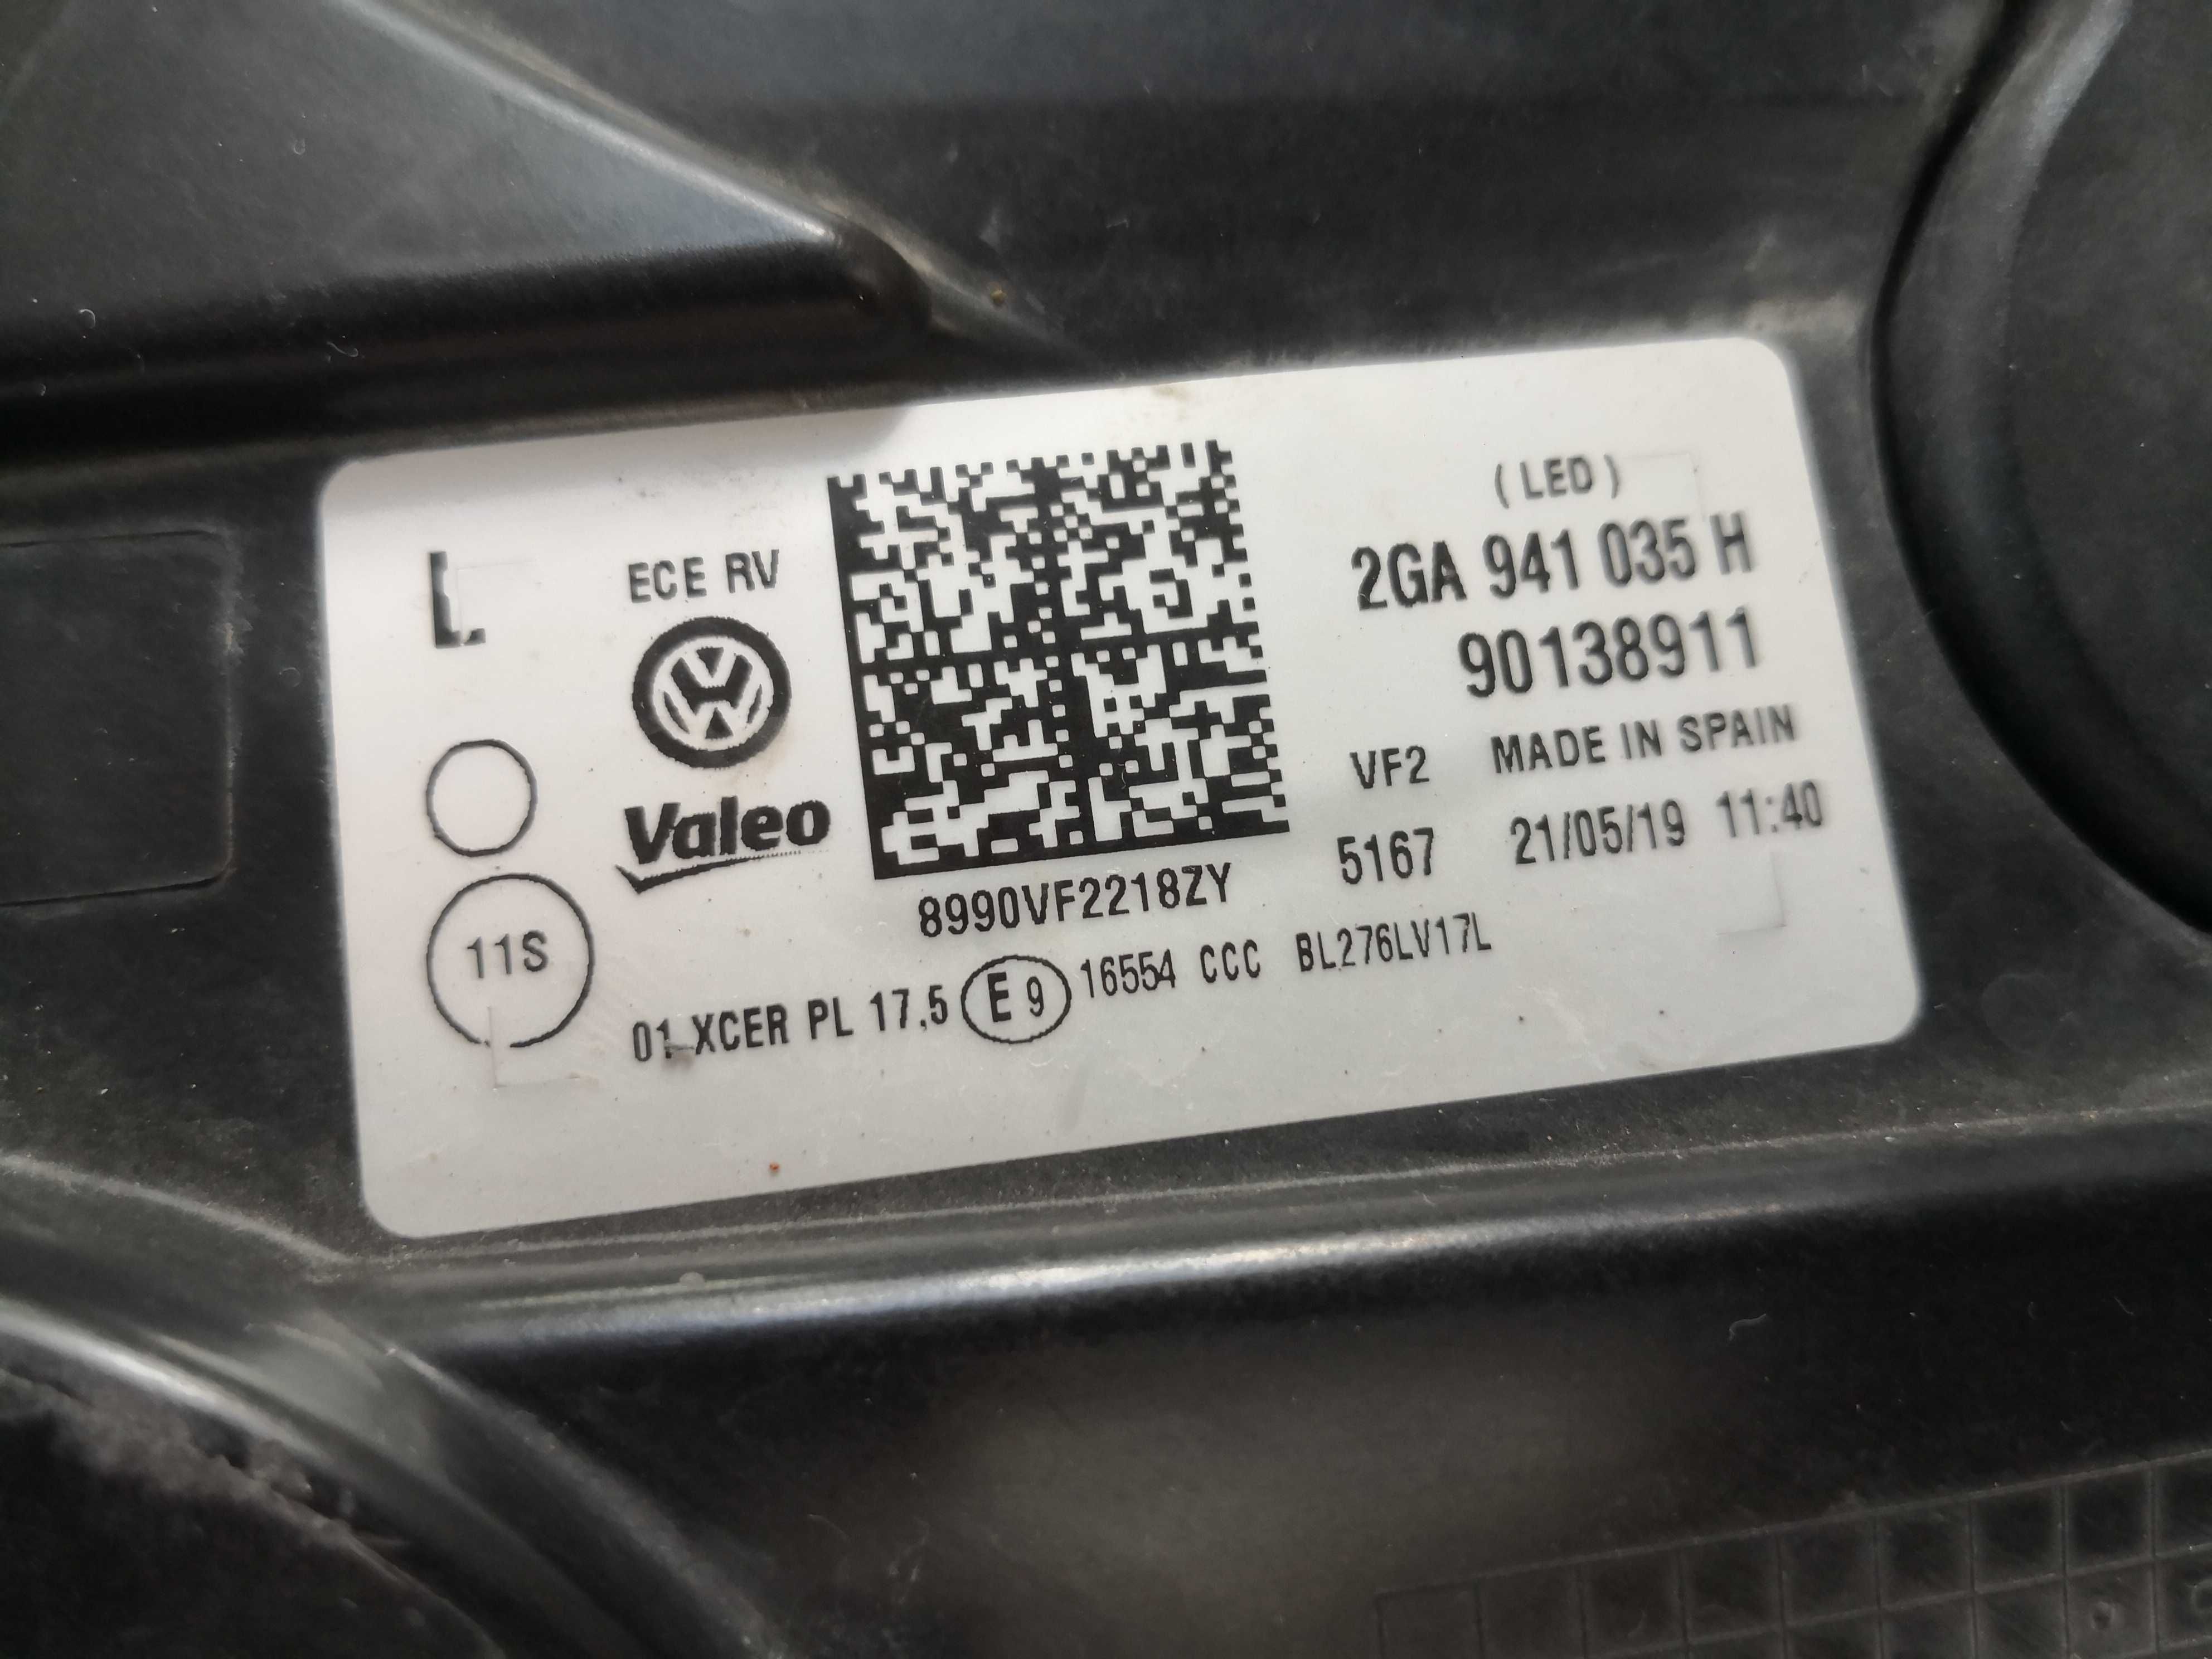 L
ECE RV
Valeo
11S
8990VF2218ZY
(LED)
2GA 941 035 H
90138911
VF2 MADE IN SPAIN
5167 21/05/19 11:40
01 XCER PL 17.5 E 9 16554 CCC BL276LV17L